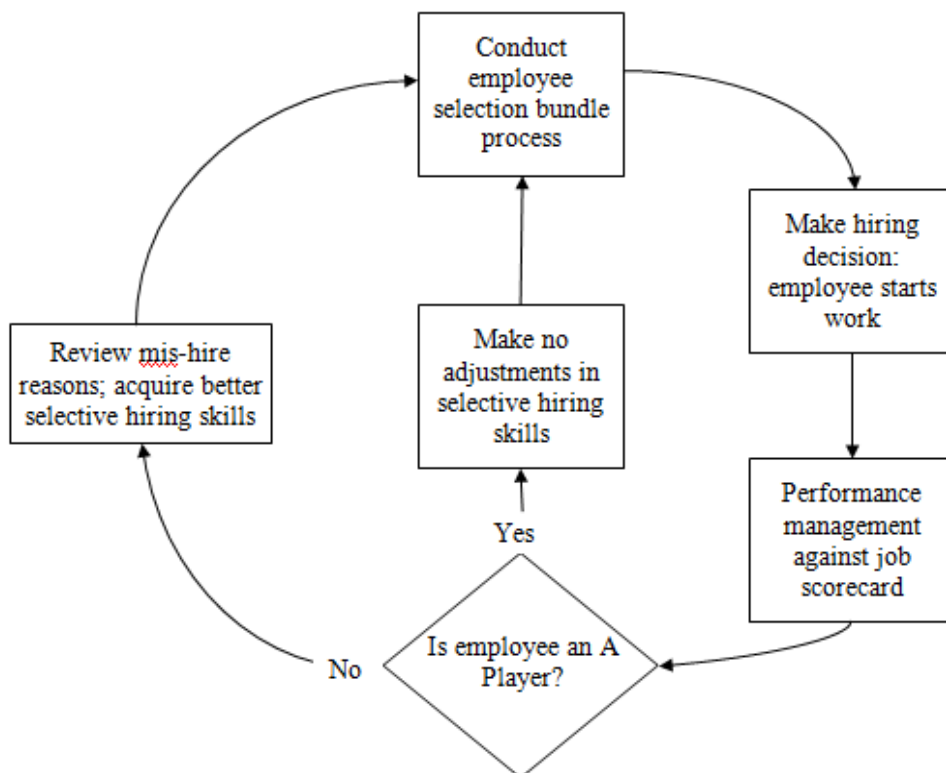 Conduct
employee
selection bundle
process
Make hiring
decision:
employee starts
work
Performance
management
against job
scorecard
Is employee an A
Player?
Yes
Make no
adjustments in
selective hiring
skills
No
Review mis-hire
reasons; acquire better
selective hiring skills